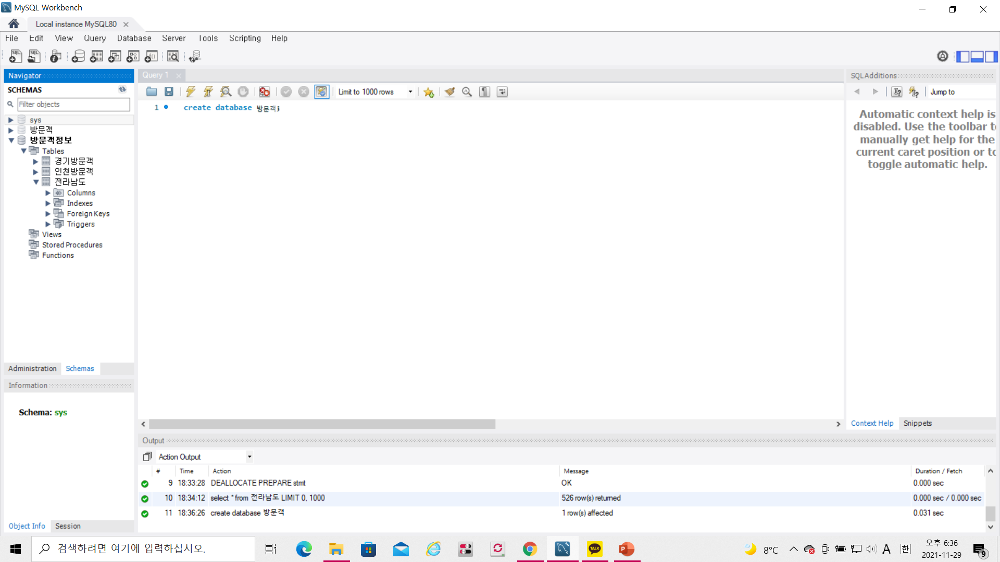 MySQL Workbench
Local instance MySQL80
File Edit View Query Database Server Tools Scripting Help
Navigator
SCHEMAS
Filter objects
sys
방문객
방문객정보
Tables
경기방문객
인천방문객
전라남도
Columns
Indexes
Foreign Keys
Triggers
Views
Stored Procedures
Functions
Administration Schemas
Information
Schema: sys
Object Info Session
Query 1
Limit to 1000 rows
1 create database 방문객;
SQLAdditions
Jump to
Automatic context help is
disabled. Use the toolbar to
manually get help for the
current caret position or to
toggle automatic help.
Context Help Snippets
Output
Action Output
# Time Action Message Duration / Fetch
9 18:33:28 DEALLOCATE PREPARE stmt OK 0.000 sec
10 18:34:12 select * from 전라남도 LIMIT 0, 1000 526 row(s) returned 0.000 sec / 0.000 sec
11 18:36:26 create database 방문객 1 row(s) affected 0.031 sec
검색하려면 여기에 입력하십시오.
TALK
8°C
A
한
오후 6:36
2021-11-29
9